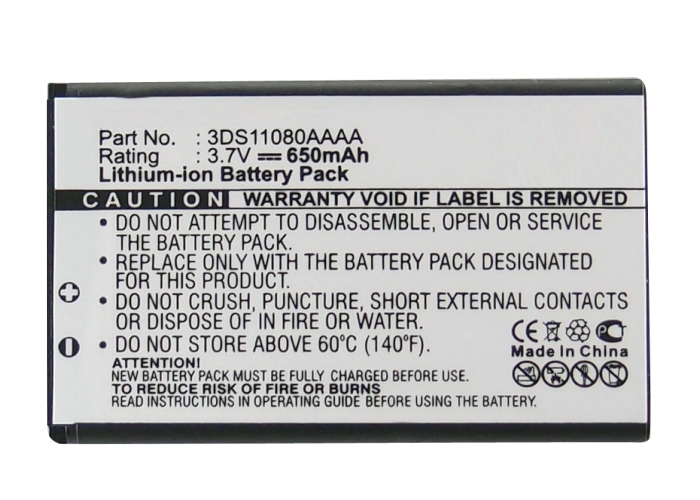 Part No. : 3DS11080AAAA
Rating : 3.7V 650mAh
Lithium-ion Battery Pack
CAUTION WARRANTY VOID IF LABEL IS REMOVED
• DO NOT ATTEMPT TO DISASSEMBLE, OPEN OR SERVICE
THE BATTERY PACK.
• REPLACE ONLY WITH THE BATTERY PACK DESIGNATED
FOR THIS PRODUCT.
• DO NOT CRUSH, PUNCTURE, SHORT EXTERNAL CONTACTS
OR DISPOSE OF IN FIRE OR WATER.
• DO NOT STORE ABOVE 60°C (140°F).
ATTENTION!
NEW BATTERY PACK MUST BE FULLY CHARGED BEFORE USE.
TO REDUCE RISK OF FIRE OR BURNS
READ INSTRUCTIONS IN OPERATING GUIDE BEFORE USE.
CE
Made in China